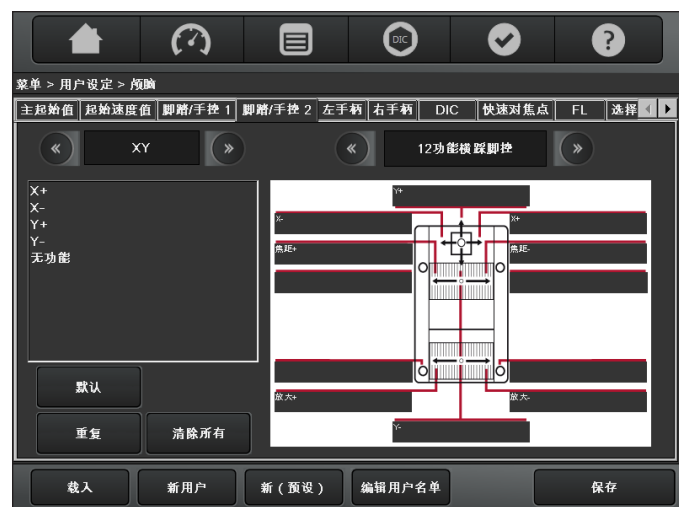 DIC
?
菜单 > 用户设定 > 颅脑
主起始值 起始速度值 脚踏/手控 1 脚踏/手控 2 左手柄 右手柄 DIC 快速对焦点 FL 选择
« XY » « 12功能横踩脚控 »
X+
X-
Y+
Y-
无功能
Y+
X- X+
焦距+ 焦距-
放大+ 放大-
Y-
默认
重复 清除所有
载入 新用户 新（预设） 编辑用户名单 保存